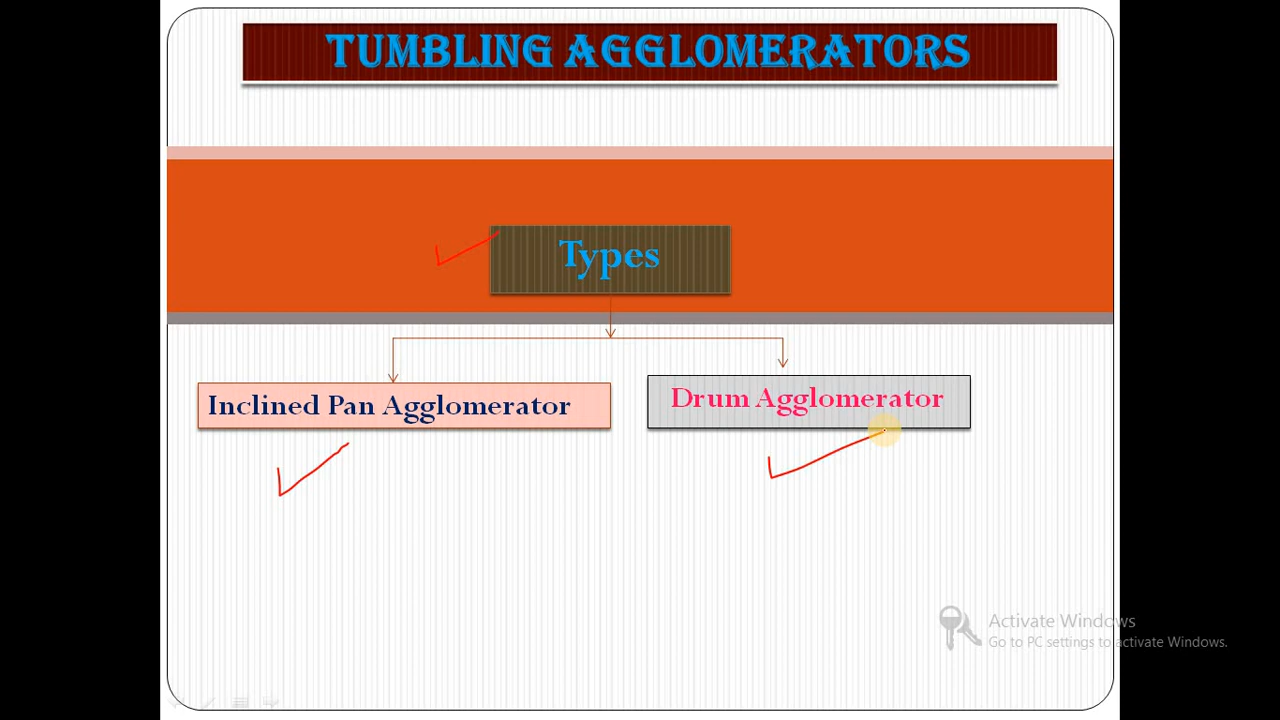 TUMBLING AGGLOMERATORS
Types
Inclined Pan Agglomerator
Drum Agglomerator
Activate Windows
Go to PC settings to activate Windows.